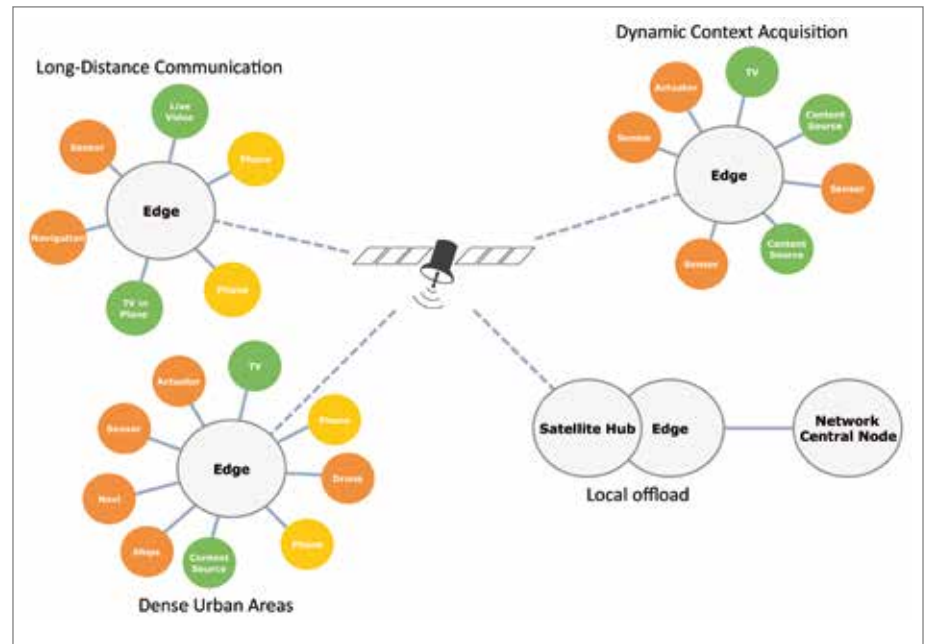 Long-Distance Communication
Live
Video
Sensor
Phone
Edge
Navigation
Phone
TV in
Plane
Dynamic Context Acquisition
TV
Actuator
Content
Source
Sensor
Edge
Sensor
Content
Source
Sensor
TV
Actuator
Phone
Sensor
Edge
Drone
Navi
Ships
Phone
Content
Source
Dense Urban Areas
Satellite Hub
Edge
Network
Central Node
Local offload